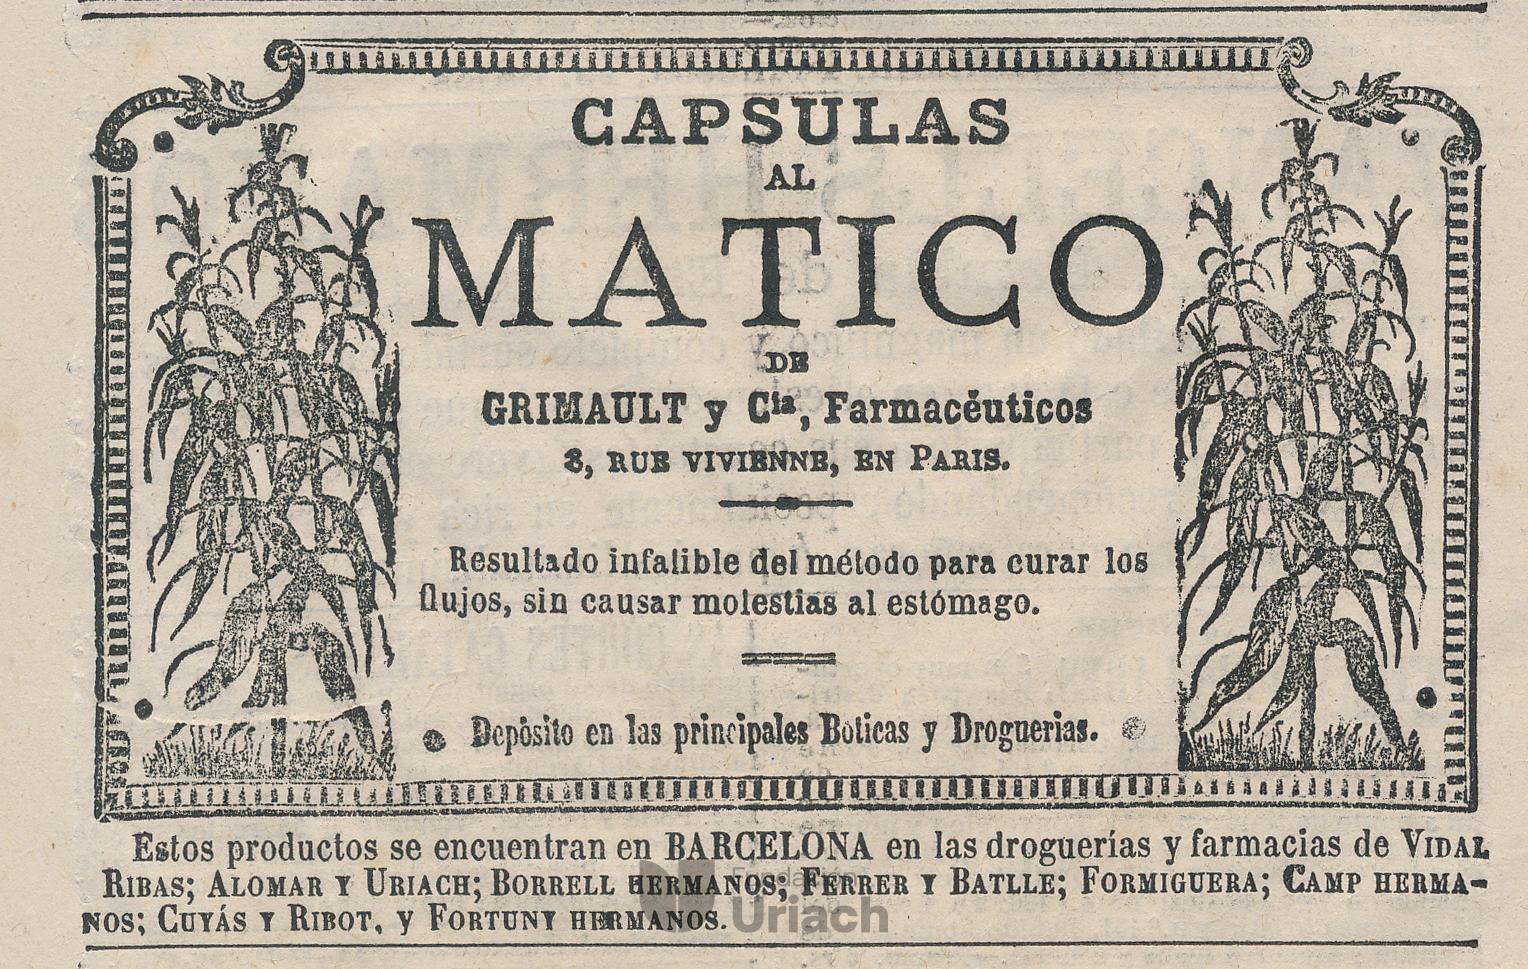 CAPSULAS
AL
MATICO
DE
GRIMAULT y Cia, Farmacéuticos
8, RUE VIVIENNE, EN PARIS.
Resultado infalible del método para curar los
flujos, sin causar molestias al estómago.
Depósito en las principales Boticas y Droguerias.
Estos productos se encuentran en BARCELONA en las droguerías y farmacias de VIDAL
RIBAS; ALOMAR Y URIACH; BORRELL HERMANOS; FERRER Y BATLLE; FORMIGUERA; CAMP HERMA-
NOS; CUYÁS Y RIBOT, y FORTUNY HERMANOS.
Fundación
Uriach